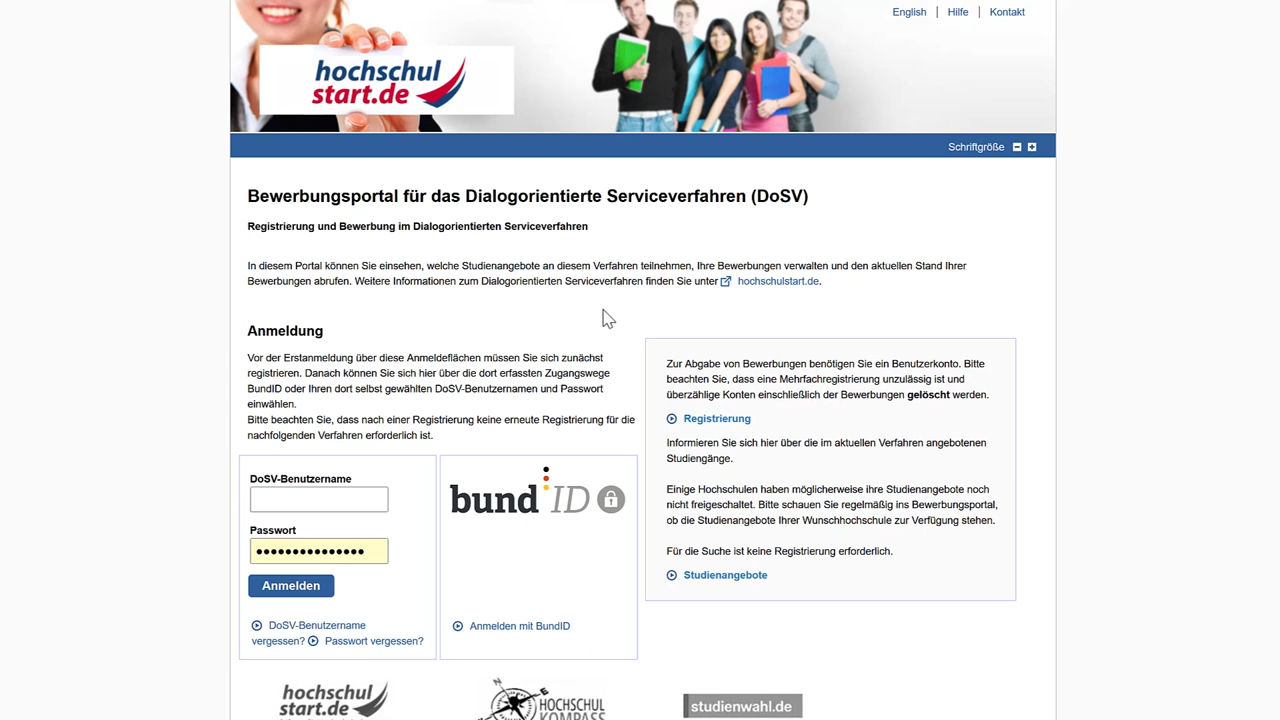 English | Hilfe | Kontakt
hochschul
start.de
Schriftgröße
Bewerbungsportal für das Dialogorientierte Serviceverfahren (DoSV)
Registrierung und Bewerbung im Dialogorientierten Serviceverfahren
In diesem Portal können Sie einsehen, welche Studienangebote an diesem Verfahren teilnehmen, Ihre Bewerbungen verwalten und den aktuellen Stand Ihrer
Bewerbungen abrufen. Weitere Informationen zum Dialogorientierten Serviceverfahren finden Sie unter hochschulstart.de.
Anmeldung
Vor der Erstanmeldung über diese Anmeldeflächen müssen Sie sich zunächst
registrieren. Danach können Sie sich hier über die dort erfassten Zugangswege
BundID oder Ihren dort selbst gewählten DoSV-Benutzernamen und Passwort
einwählen.
Bitte beachten Sie, dass nach einer Registrierung keine erneute Registrierung für die
nachfolgenden Verfahren erforderlich ist.
DoSV-Benutzername
Passwort
Anmelden
DoSV-Benutzername
vergessen? Passwort vergessen?
bund ID
Anmelden mit BundID
Zur Abgabe von Bewerbungen benötigen Sie ein Benutzerkonto. Bitte
beachten Sie, dass eine Mehrfachregistrierung unzulässig ist und
überzählige Konten einschließlich der Bewerbungen gelöscht werden.
Registrierung
Informieren Sie sich hier über die im aktuellen Verfahren angebotenen
Studiengänge.
Einige Hochschulen haben möglicherweise ihre Studienangebote noch
nicht freigeschaltet. Bitte schauen Sie regelmäßig ins Bewerbungsportal,
ob die Studienangebote Ihrer Wunschhochschule zur Verfügung stehen.
Für die Suche ist keine Registrierung erforderlich.
Studienangebote
hochschul
start.de
N E
HOCHSCHUL
KOMPASS
studienwahl.de